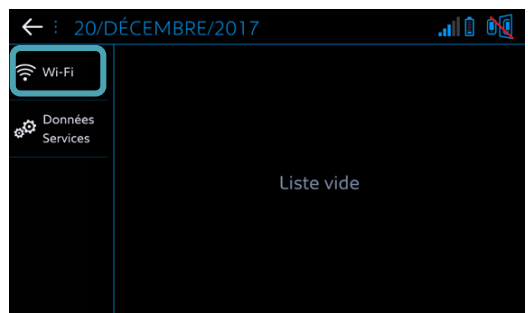 20/DÉCEMBRE/2017
Wi-Fi
Données
Services
Liste vide